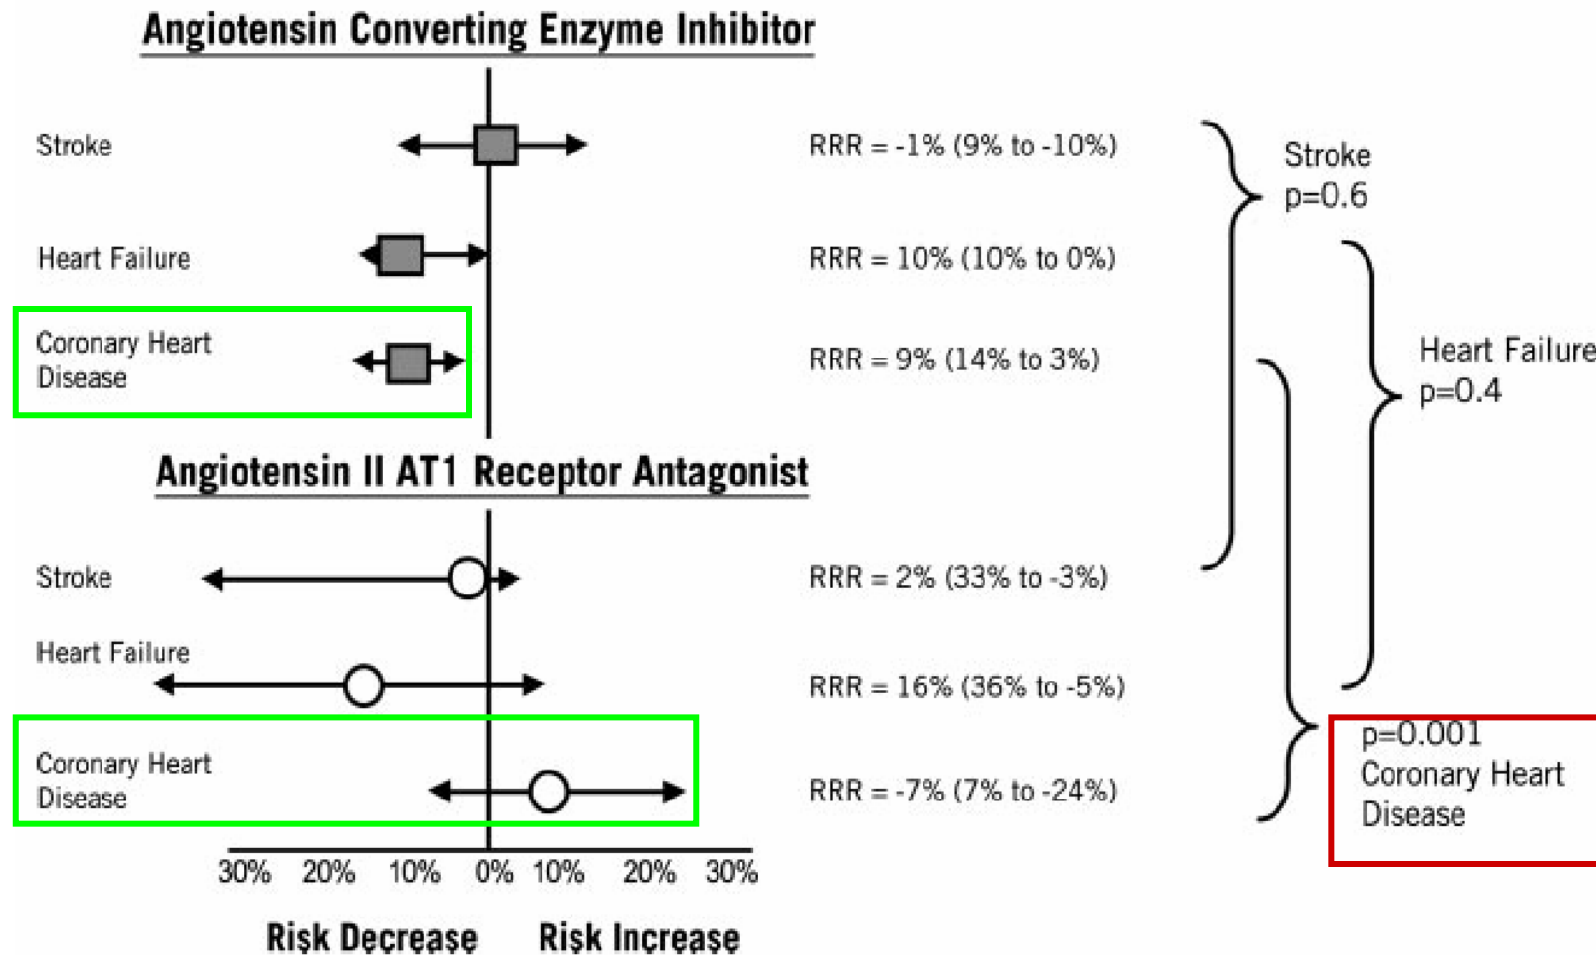 Angiotensin Converting Enzyme Inhibitor
Stroke
RRR = -1% (9% to -10%)
Heart Failure
RRR = 10% (10% to 0%)
Coronary Heart
Disease
RRR = 9% (14% to 3%)
Angiotensin II AT1 Receptor Antagonist
Stroke
RRR = 2% (33% to -3%)
Heart Failure
RRR = 16% (36% to -5%)
Coronary Heart
Disease
RRR = -7% (7% to -24%)
Stroke
p=0.6
Heart Failure
p=0.4
p=0.001
Coronary Heart
Disease
30% 20% 10% 0% 10% 20% 30%
Risk Decrease Risk Increase